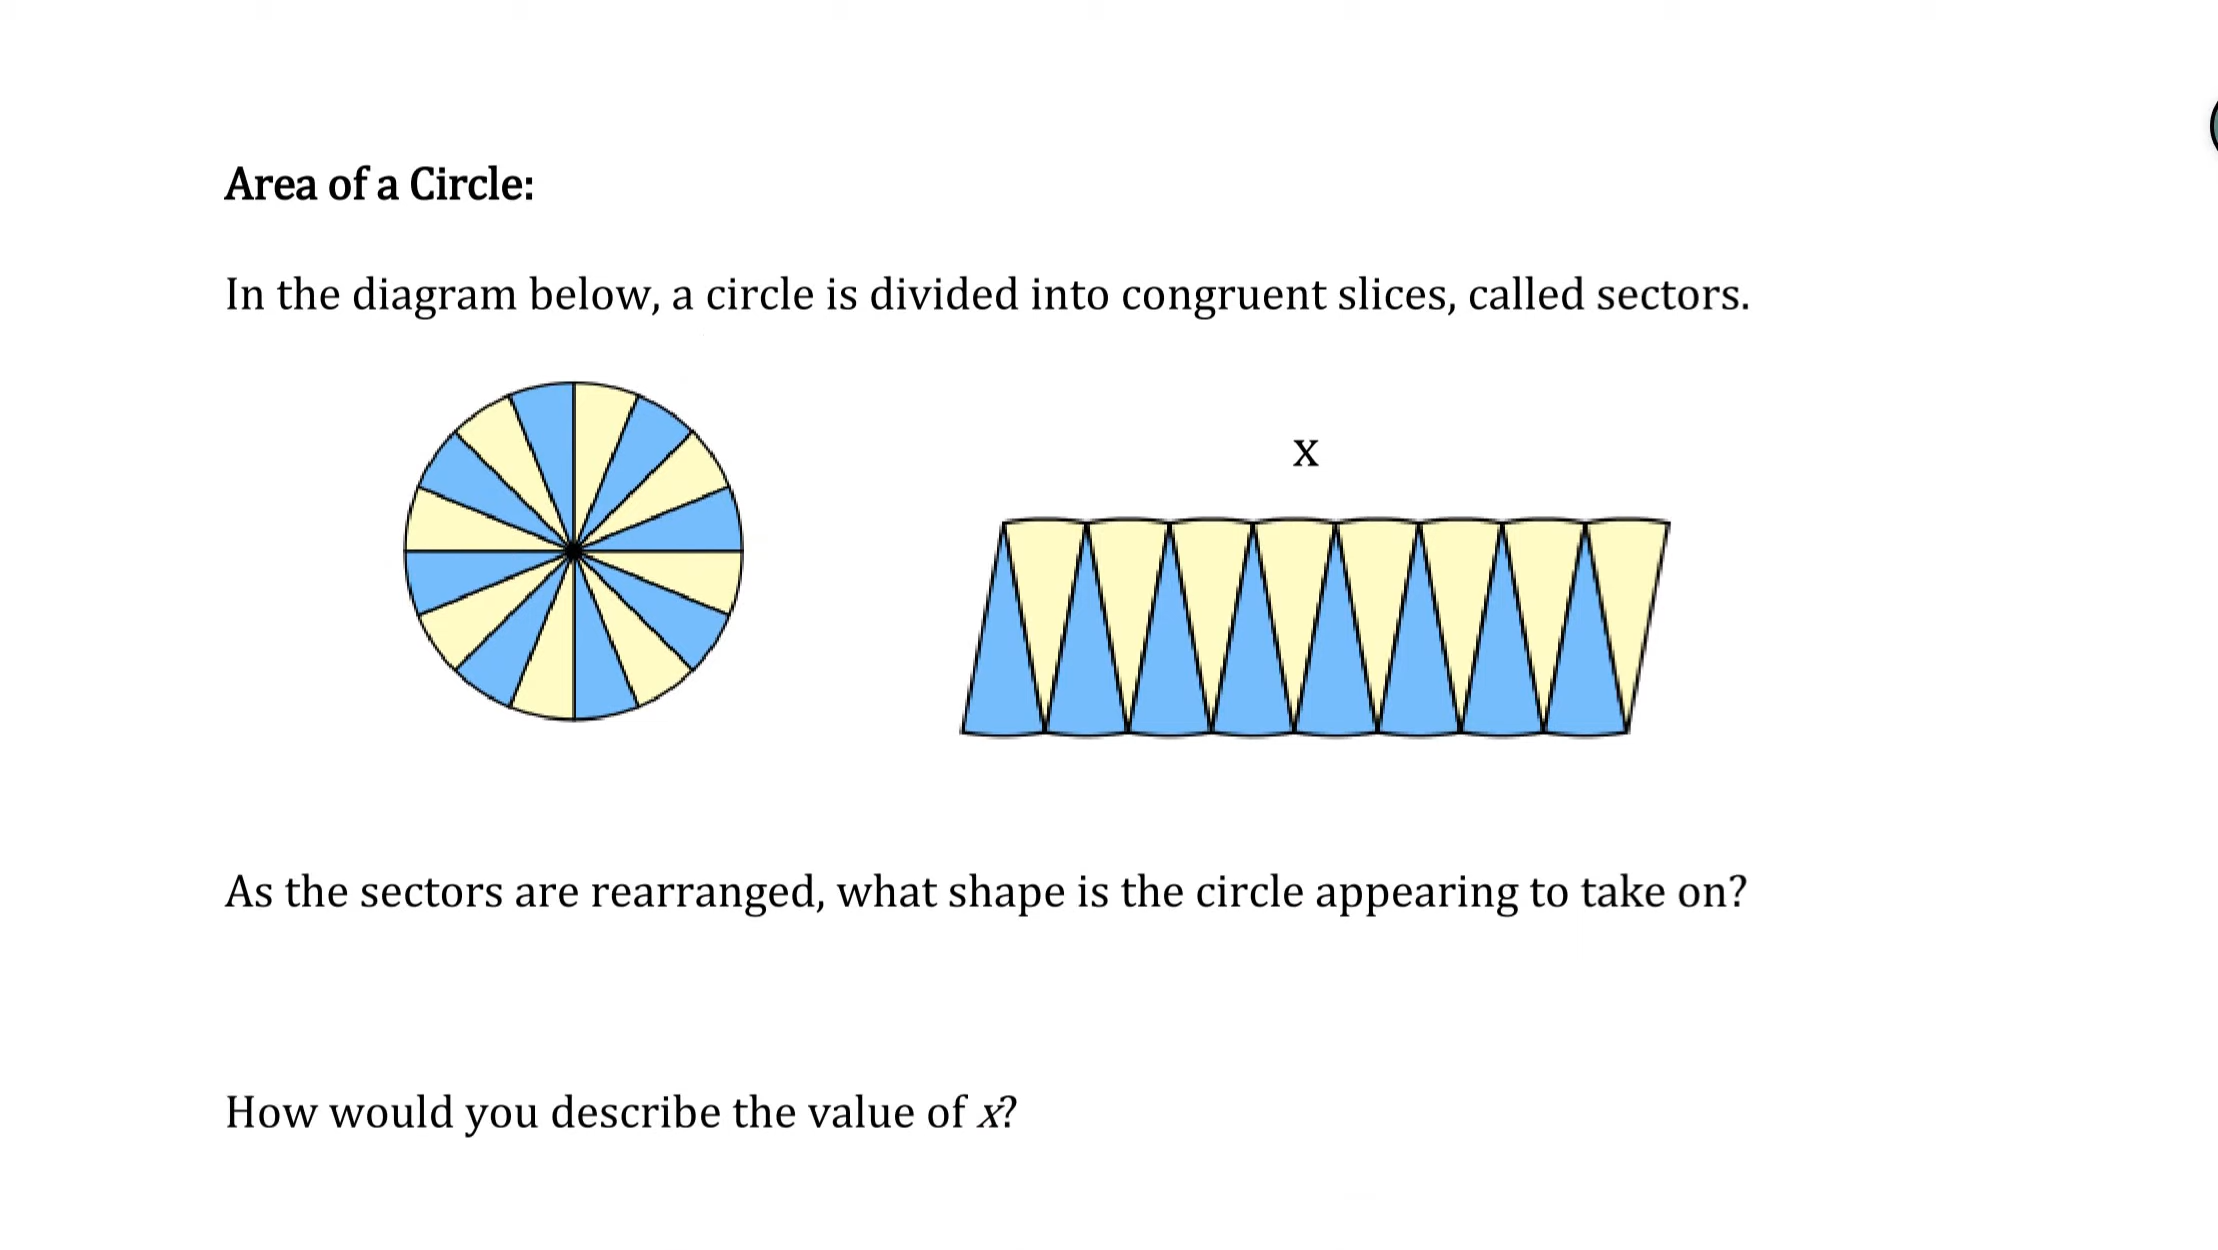 Area of a Circle:
In the diagram below, a circle is divided into congruent slices, called sectors.
x
As the sectors are rearranged, what shape is the circle appearing to take on?
How would you describe the value of x?